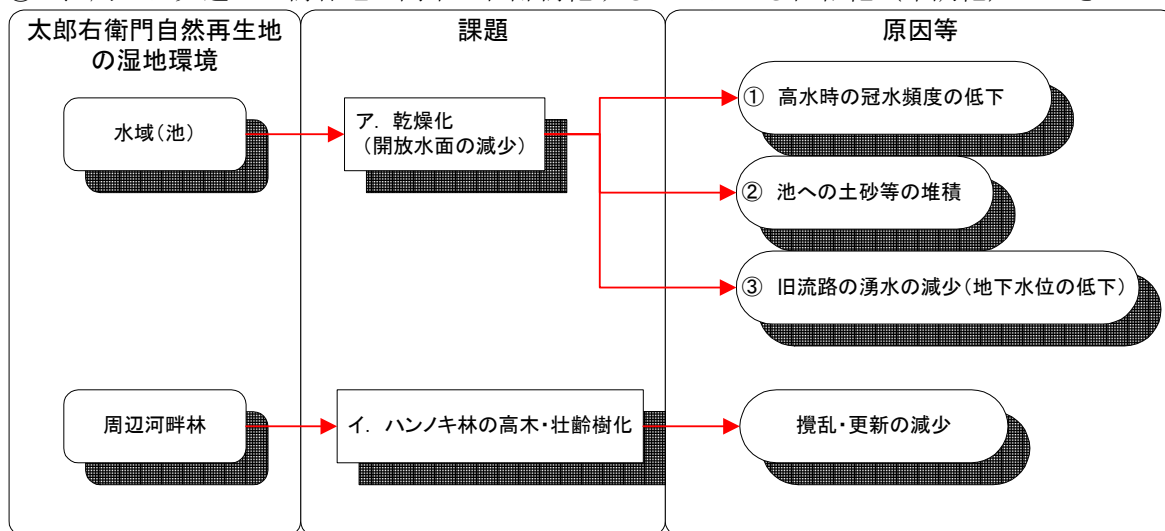 太郎右衛門自然再生地
の湿地環境
課題
原因等
水域（池）
ア．乾燥化
（開放水面の減少）
① 高水時の冠水頻度の低下
② 池への土砂等の堆積
③ 旧流路の湧水の減少（地下水位の低下）
周辺河畔林
イ．ハンノキ林の高木・壮齢樹化
攪乱・更新の減少